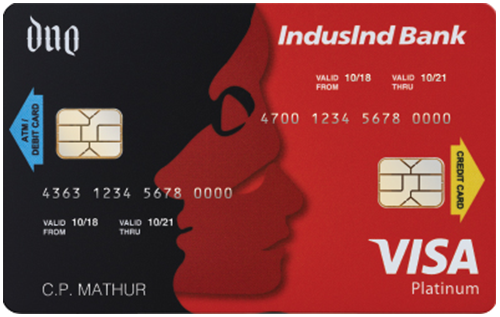 duo
IndusInd Bank
VALID FROM 10/18 VALID THRU 10/21
4700 1234 5678 0000
ATM / DEBIT CARD
CREDIT CARD
4363 1234 5678 0000
VALID FROM 10/18 VALID THRU 10/21
VISA
Platinum
C.P. MATHUR